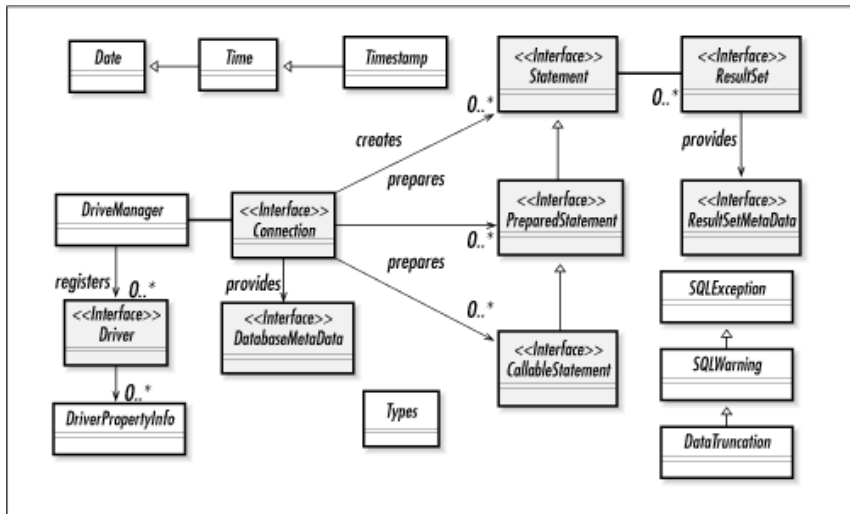 Date
Time
Timestamp
<<Interface>>
Statement
<<Interface>>
ResultSet
0..*
0..*
creates
provides
prepares
DriveManager
<<Interface>>
Connection
<<Interface>>
PreparedStatement
<<Interface>>
ResultSetMetaData
0..*
prepares
registers
0..*
provides
<<Interface>>
Driver
<<Interface>>
DatabaseMetaData
0..*
<<Interface>>
CallableStatement
SQLException
SQLWarning
0..*
DriverPropertyInfo
Types
DataTruncation